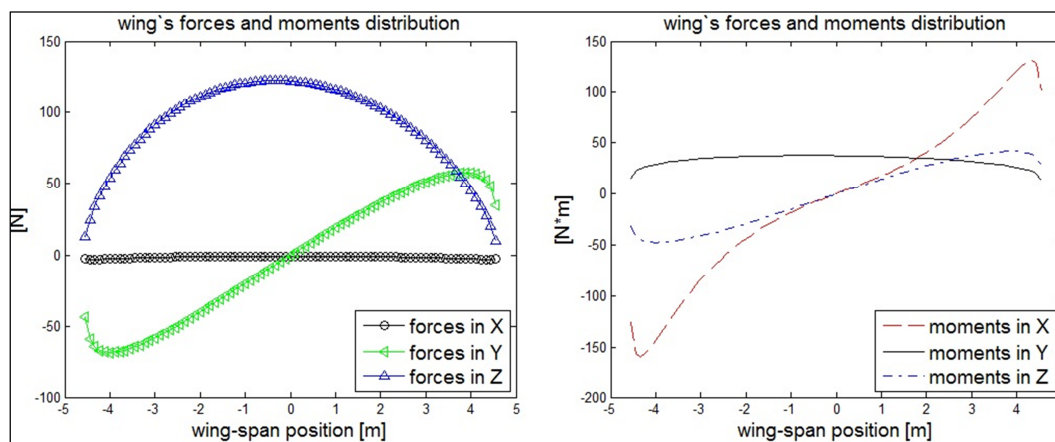 wing`s forces and moments distribution
150
100
50
0
-50
-100
[N]
-5 -4 -3 -2 -1 0 1 2 3 4 5
wing-span position [m]
forces in X
forces in Y
forces in Z
wing`s forces and moments distribution
150
100
50
0
-50
-100
-150
-200
[N*m]
-5 -4 -3 -2 -1 0 1 2 3 4
wing-span position [m]
moments in X
moments in Y
moments in Z